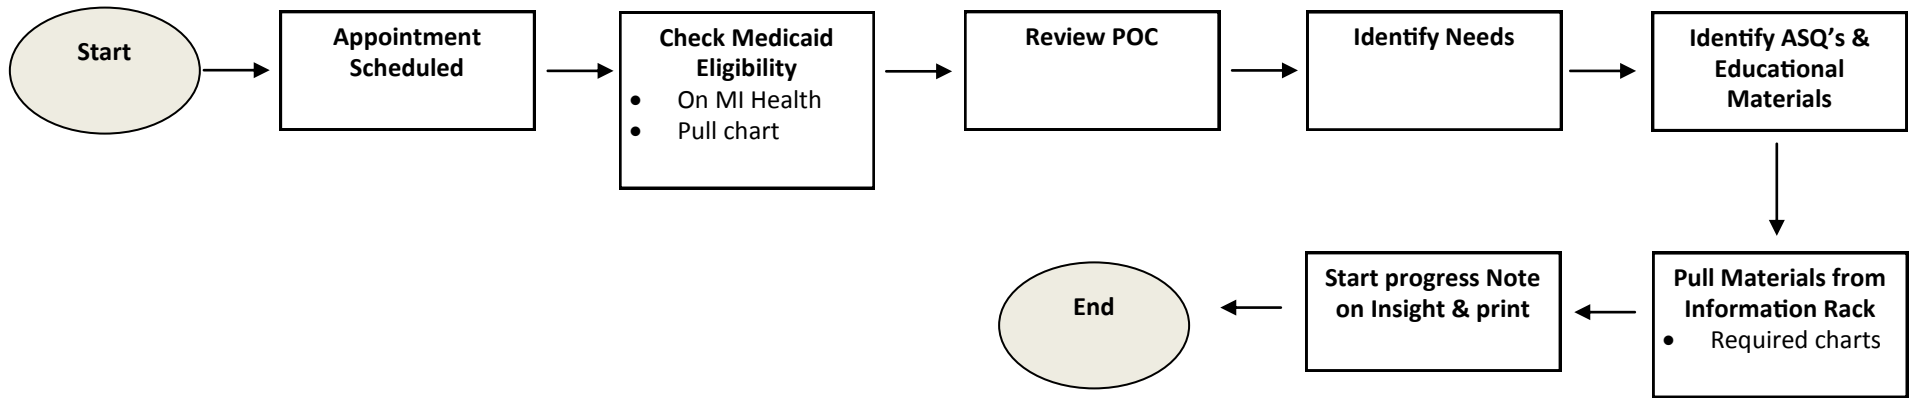 Start
Appointment
Scheduled
Check Medicaid
Eligibility
• On MI Health
• Pull chart
Review POC
Identify Needs
Identify ASQ’s &
Educational
Materials
Pull Materials from
Information Rack
• Required charts
Start progress Note
on Insight & print
End